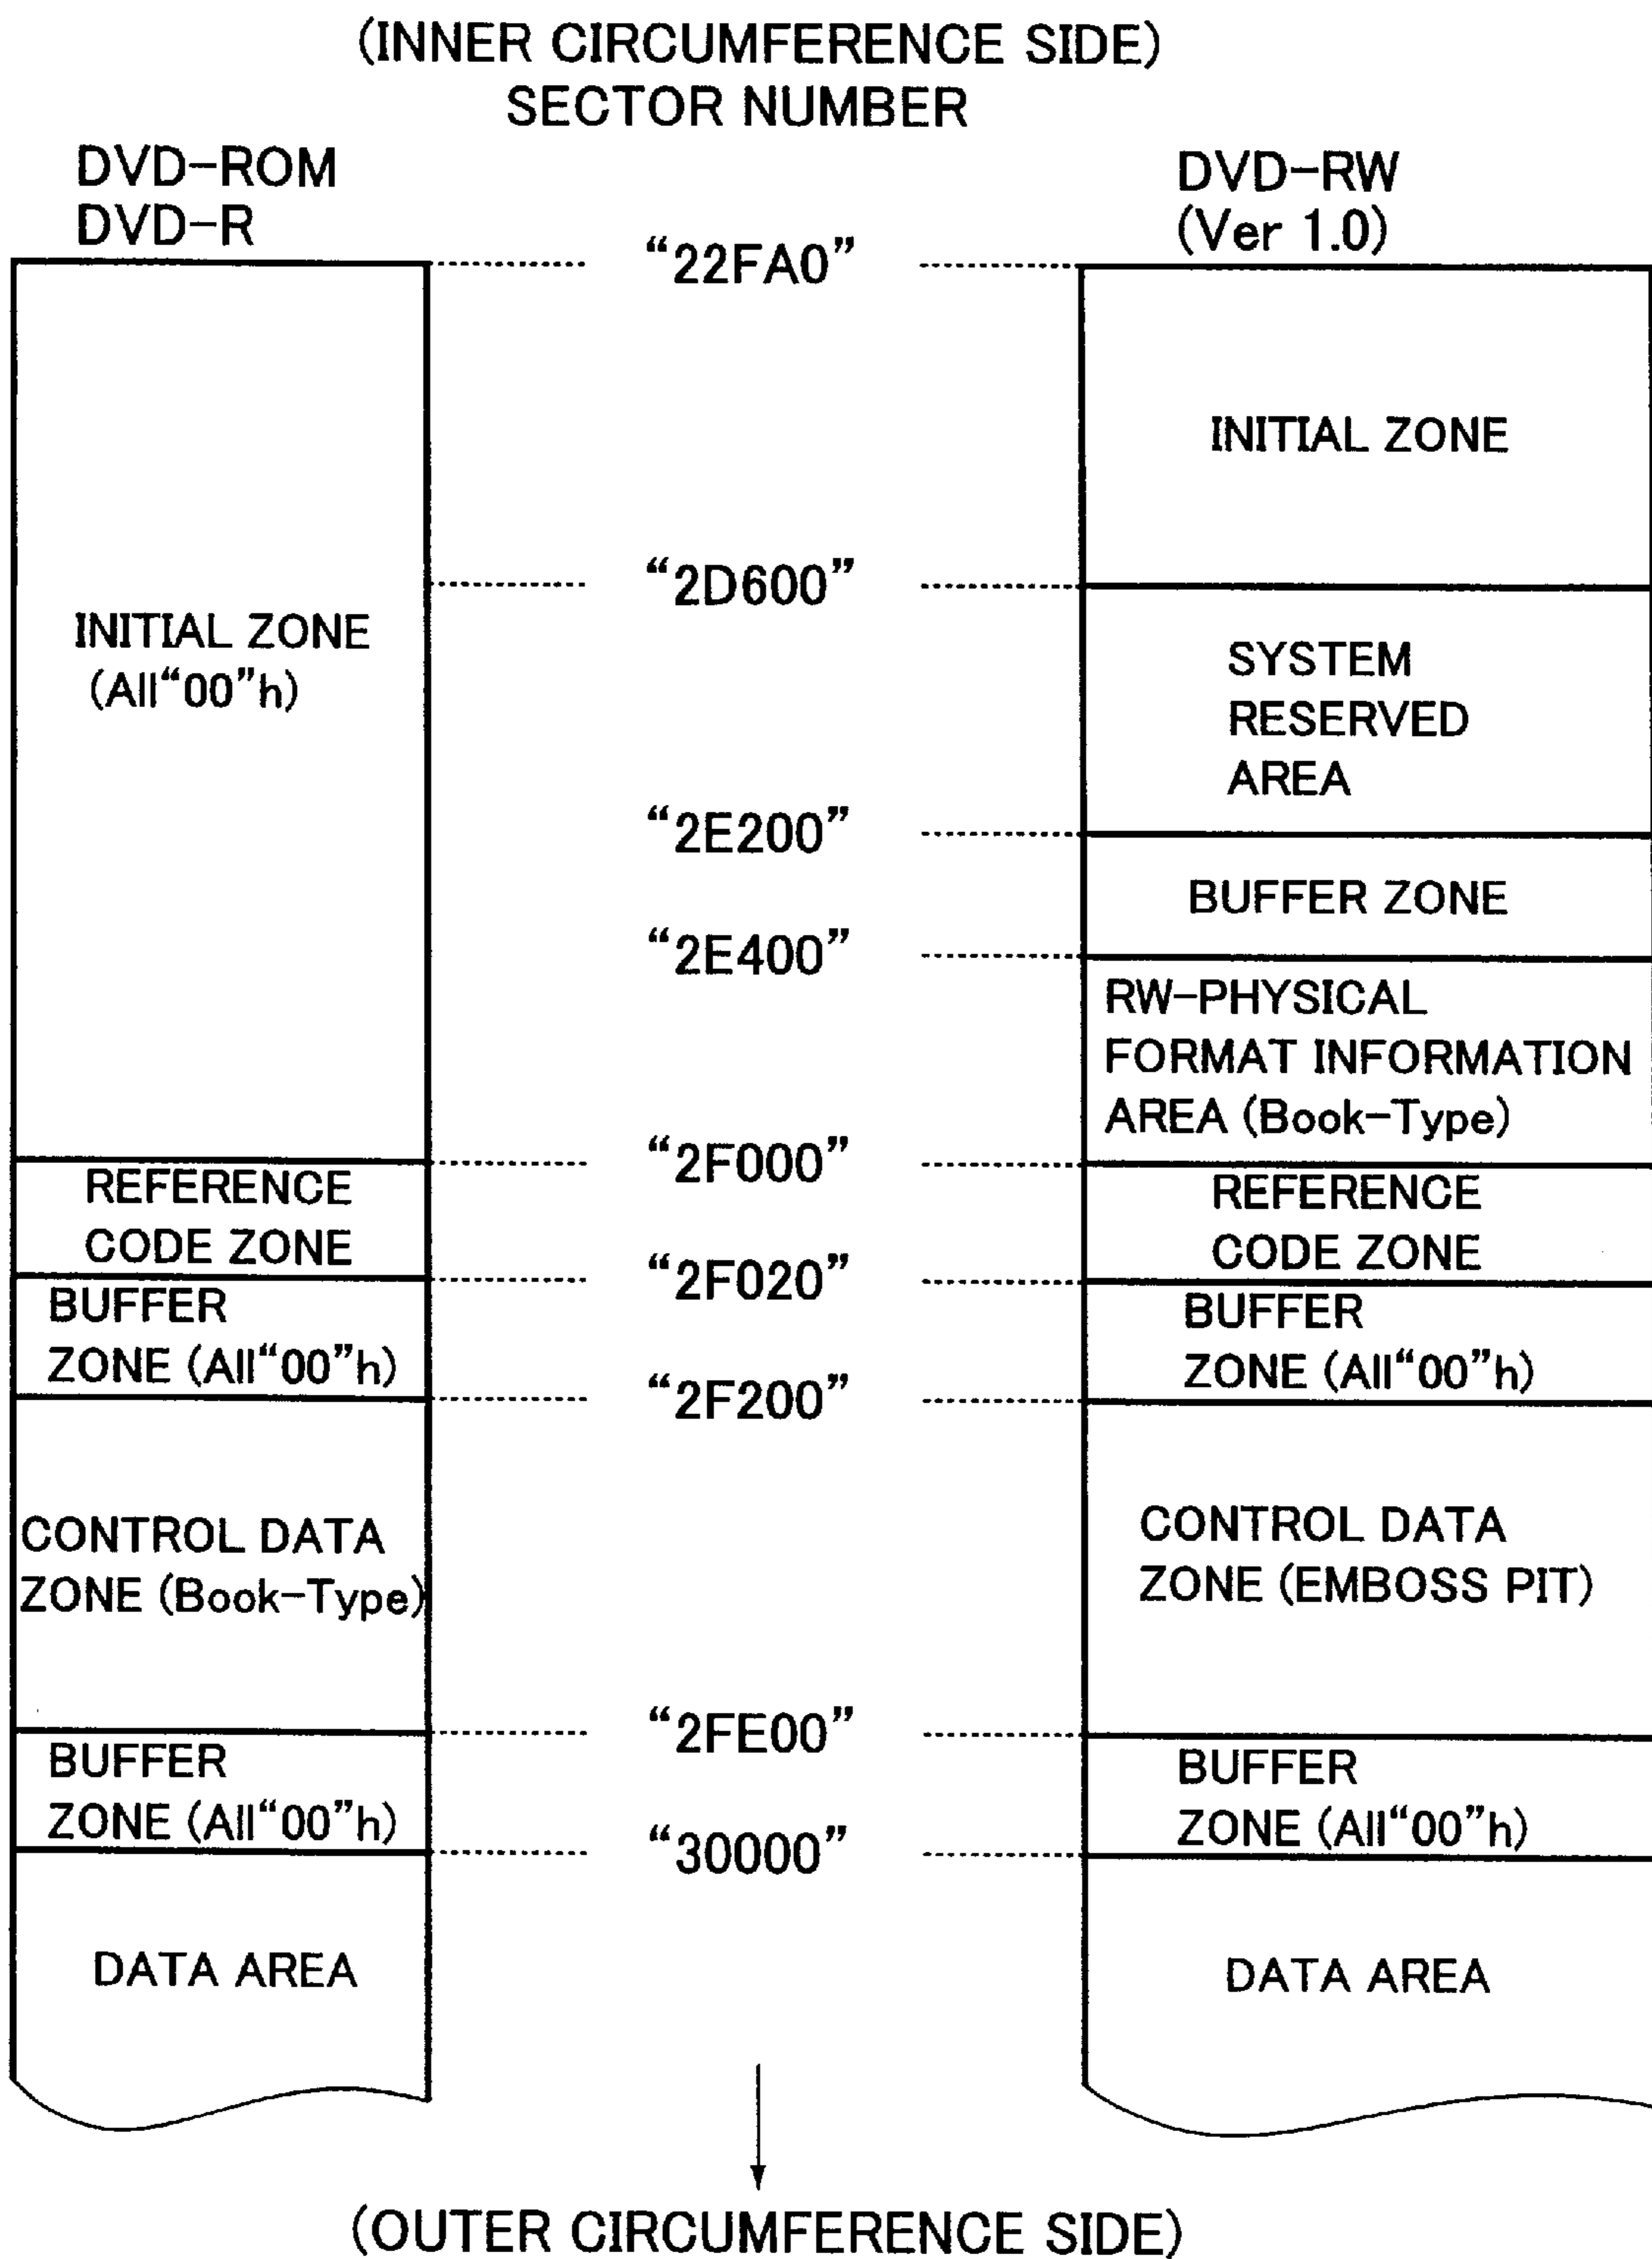 (INNER CIRCUMFERENCE SIDE)
SECTOR NUMBER
DVD-ROM
DVD-R
DVD-RW
(Ver 1.0)
“22FA0”
INITIAL ZONE
“2D600”
INITIAL ZONE
(All“00”h)
SYSTEM
RESERVED
AREA
“2E200”
BUFFER ZONE
“2E400”
RW-PHYSICAL
FORMAT INFORMATION
AREA (Book-Type)
“2F000”
REFERENCE
CODE ZONE
REFERENCE
CODE ZONE
“2F020”
BUFFER
ZONE (All“00”h)
BUFFER
ZONE (All“00”h)
“2F200”
CONTROL DATA
ZONE (Book-Type)
CONTROL DATA
ZONE (EMBOSS PIT)
“2FE00”
BUFFER
ZONE (All“00”h)
BUFFER
ZONE (All“00”h)
“30000”
DATA AREA
DATA AREA
(OUTER CIRCUMFERENCE SIDE)